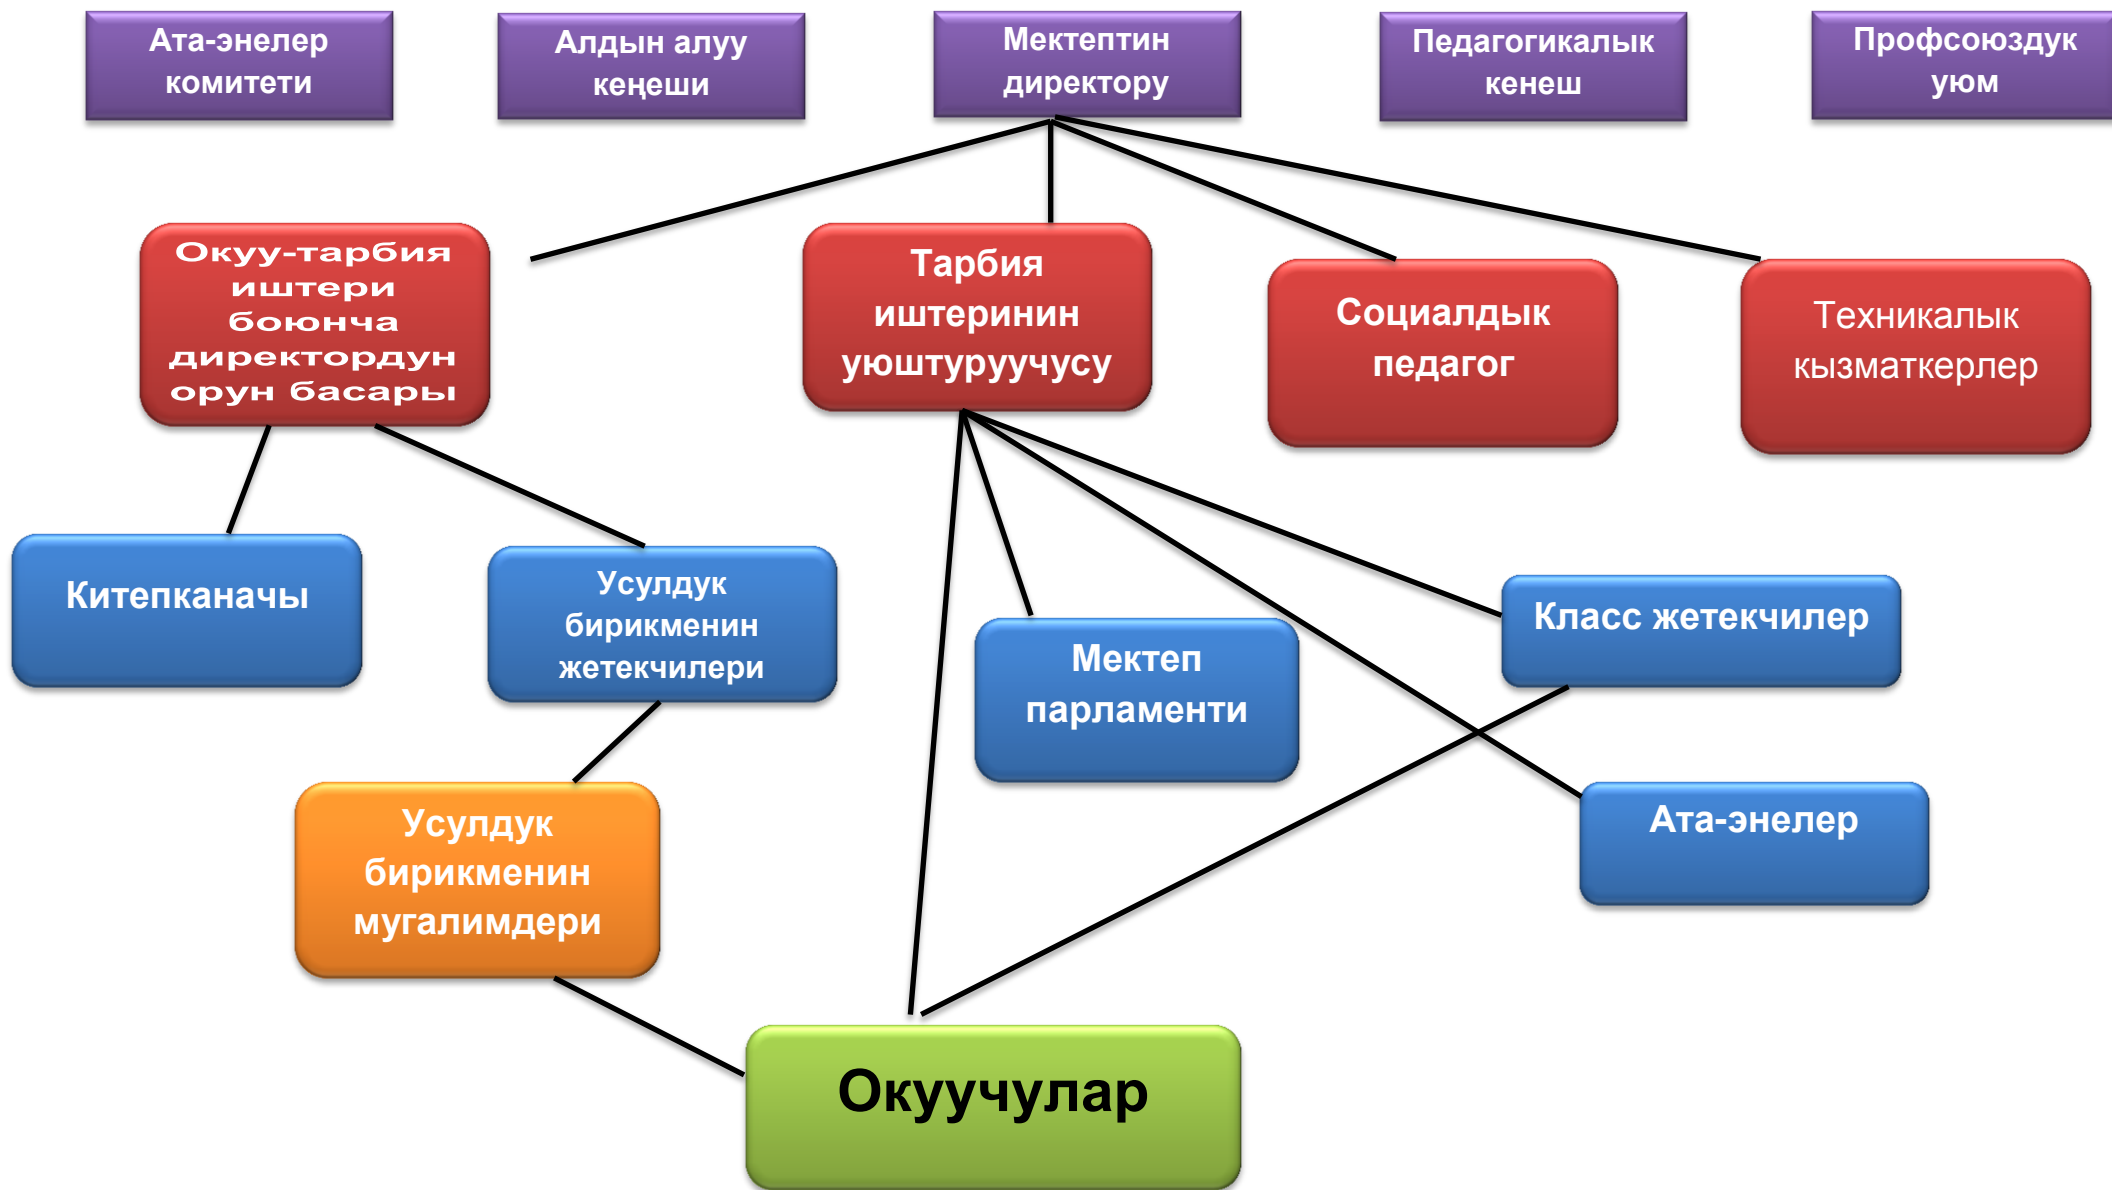 Ата-энелер
комитети
Алдын алуу
кеңеши
Мектептин
директору
Педагогикалык
кенеш
Профсоюздук
уюм
Окуу-тарбия
иштери
боюнча
директордун
орун басары
Тарбия
иштеринин
уюштуруучусу
Социалдык
педагог
Техникалык
кызматкерлер
Китепканачы
Усулдук
бирикменин
жетекчилери
Мектеп
парламенти
Класс жетекчилер
Усулдук
бирикменин
мугалимдери
Ата-энелер
Окуучулар